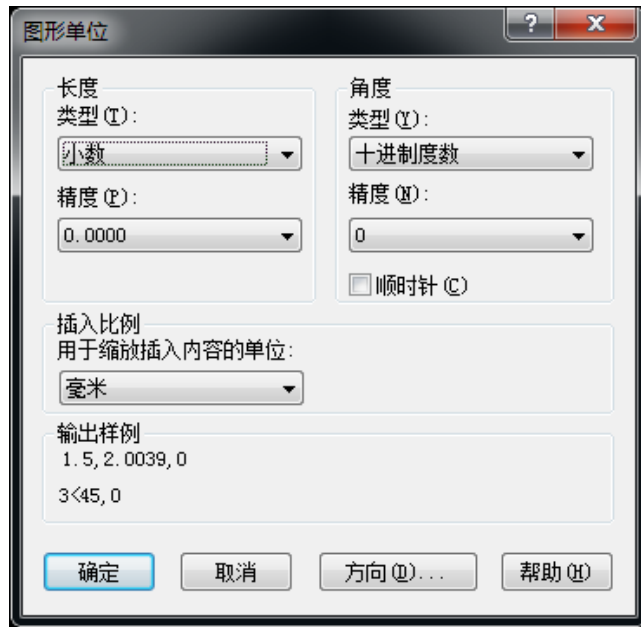 图形单位
长度
类型(T):
小数
精度(P):
0.0000
角度
类型(Y):
十进制度数
精度(N):
0
顺时针(C)
插入比例
用于缩放插入内容的单位:
毫米
输出样例
1.5,2.0039,0
3<45,0
确定 取消 方向(D)... 帮助(H)